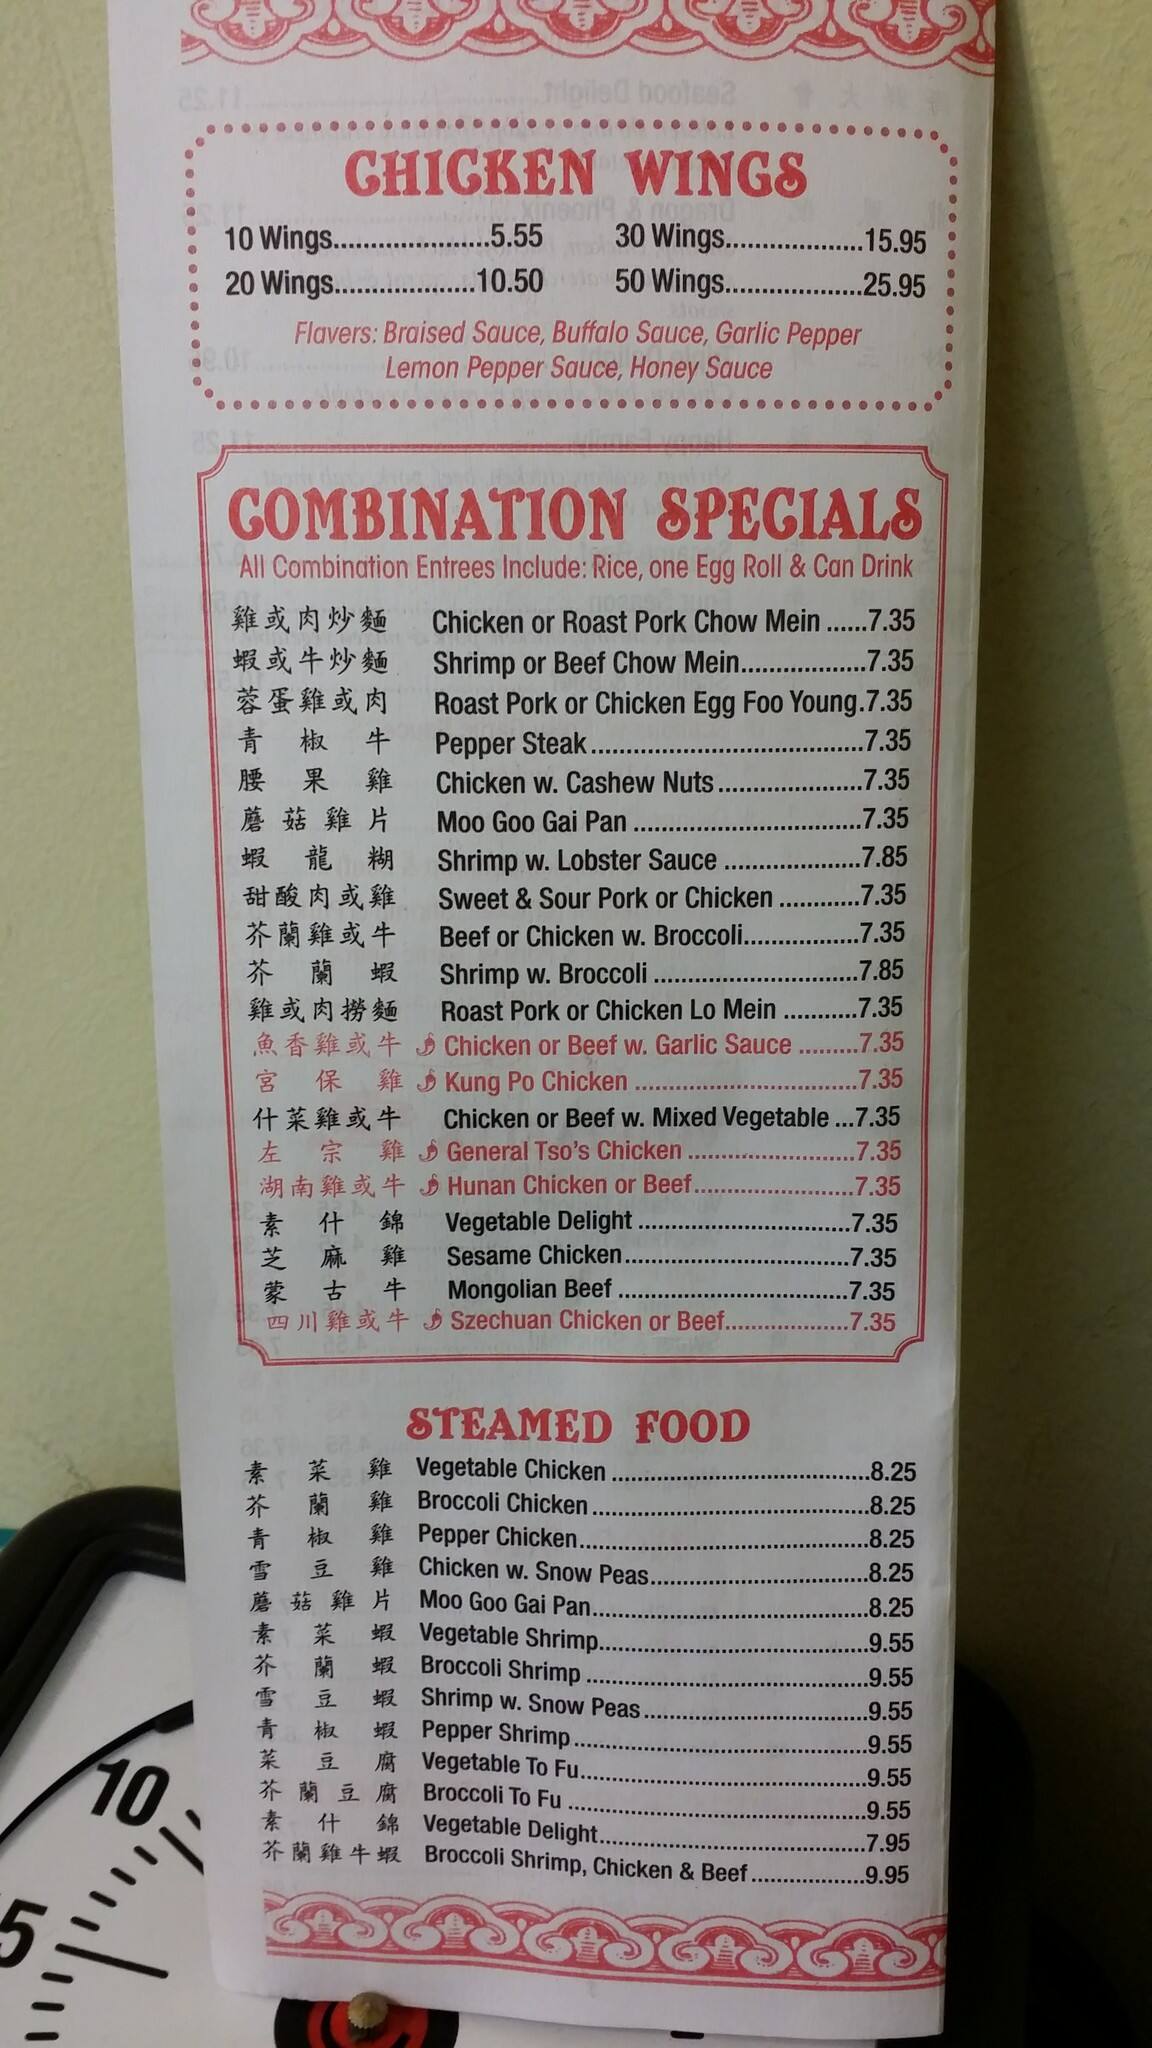 CHICKEN WINGS
10 Wings.....................5.55 30 Wings...................15.95
20 Wings...................10.50 50 Wings...................25.95
Flavers: Braised Sauce, Buffalo Sauce, Garlic Pepper
Lemon Pepper Sauce, Honey Sauce
COMBINATION SPECIALS
All Combination Entrees Include: Rice, one Egg Roll & Can Drink
雞或肉炒麵 Chicken or Roast Pork Chow Mein ......7.35
蝦或牛炒麵 Shrimp or Beef Chow Mein.................7.35
蓉蛋雞或肉 Roast Pork or Chicken Egg Foo Young.7.35
青椒牛 Pepper Steak.....................................7.35
腰果雞 Chicken w. Cashew Nuts....................7.35
蘑菇雞片 Moo Goo Gai Pan ...............................7.35
蝦龍糊 Shrimp w. Lobster Sauce ...................7.85
甜酸肉或雞 Sweet & Sour Pork or Chicken ...........7.35
芥蘭雞或牛 Beef or Chicken w. Broccoli................7.35
芥蘭蝦 Shrimp w. Broccoli ............................7.85
雞或肉撈麵 Roast Pork or Chicken Lo Mein ..........7.35
魚香雞或牛 Chicken or Beef w. Garlic Sauce .........7.35
宮保雞 Kung Po Chicken ...............................7.35
什菜雞或牛 Chicken or Beef w. Mixed Vegetable ...7.35
左宗雞 General Tso's Chicken .......................7.35
湖南雞或牛 Hunan Chicken or Beef......................7.35
素什錦 Vegetable Delight ..............................7.35
芝麻雞 Sesame Chicken................................7.35
蒙古牛 Mongolian Beef .................................7.35
四川雞或牛 Szechuan Chicken or Beef.................7.35
STEAMED FOOD
素菜雞 Vegetable Chicken ......................................8.25
芥蘭雞 Broccoli Chicken.........................................8.25
青椒雞 Pepper Chicken...........................................8.25
雪豆雞 Chicken w. Snow Peas................................8.25
蘑菇雞片 Moo Goo Gai Pan........................................8.25
素菜蝦 Vegetable Shrimp.......................................9.55
芥蘭蝦 Broccoli Shrimp .........................................9.55
雪豆蝦 Shrimp w. Snow Peas.................................9.55
青椒蝦 Pepper Shrimp...........................................9.55
菜豆腐 Vegetable To Fu..........................................9.55
芥蘭豆腐 Broccoli To Fu ............................................9.55
素什錦 Vegetable Delight.......................................7.95
芥蘭雞牛蝦 Broccoli Shrimp, Chicken & Beef .................9.95
10
5